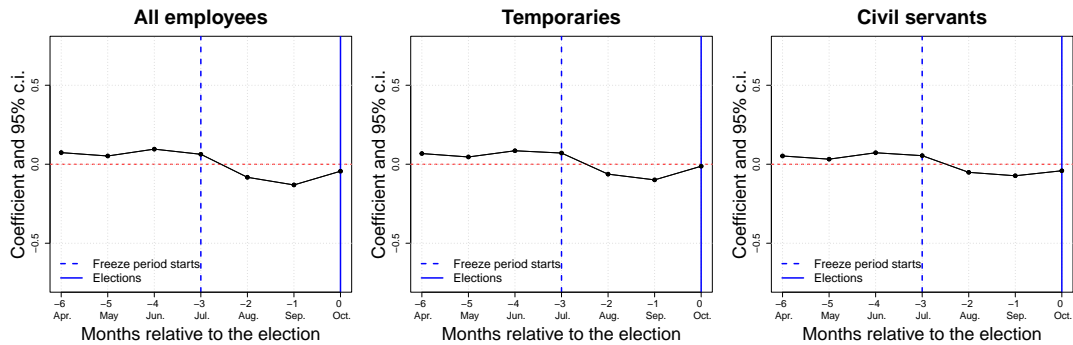 All employees
Coefficient and 95% c.i.
0.5
0.0
−0.5
Freeze period starts
Elections
−6 −5 −4 −3 −2 −1 0
Apr. May Jun. Jul. Aug. Sep. Oct.
Months relative to the election
Temporaries
Coefficient and 95% c.i.
0.5
0.0
−0.5
Freeze period starts
Elections
−6 −5 −4 −3 −2 −1 0
Apr. May Jun. Jul. Aug. Sep. Oct.
Months relative to the election
Civil servants
Coefficient and 95% c.i.
0.5
0.0
−0.5
Freeze period starts
Elections
−6 −5 −4 −3 −2 −1 0
Apr. May Jun. Jul. Aug. Sep. Oct.
Months relative to the election